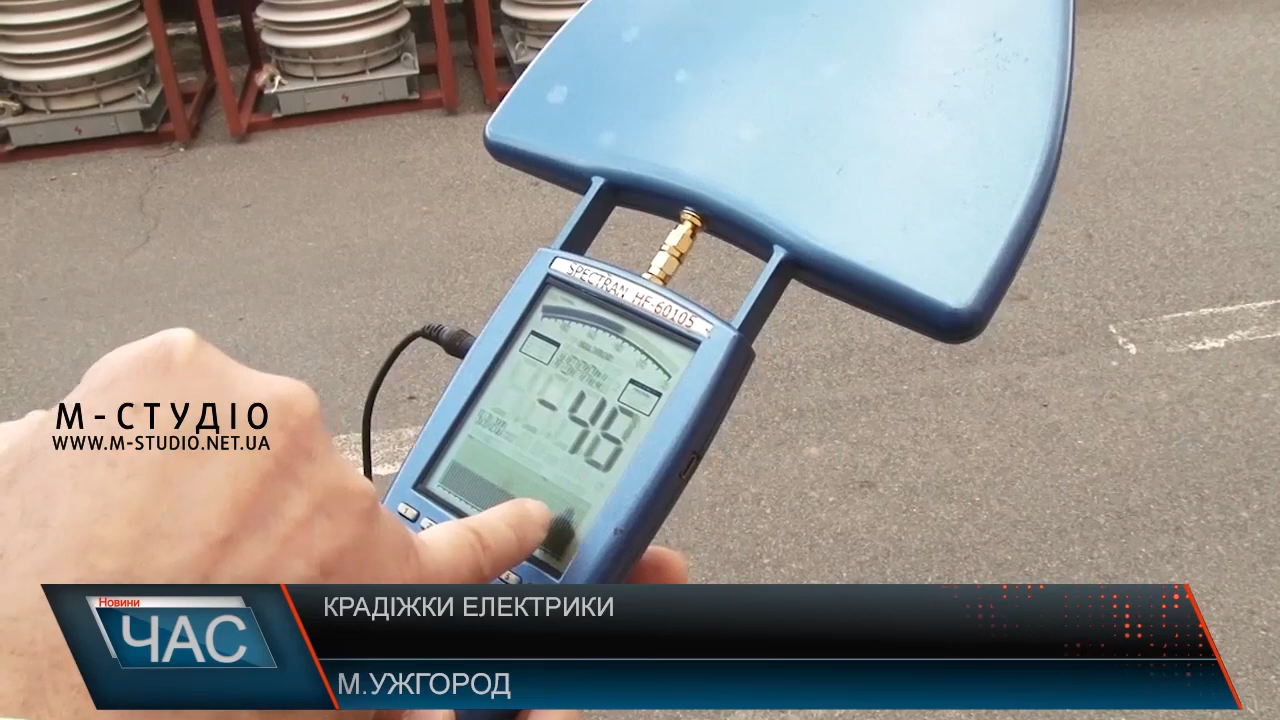 SPECTRAN HF-60105
-48
М-СТУДІО
WWW.M-STUDIO.NET.UA
Новини
ЧАС
КРАДІЖКИ ЕЛЕКТРИКИ
М.УЖГОРОД